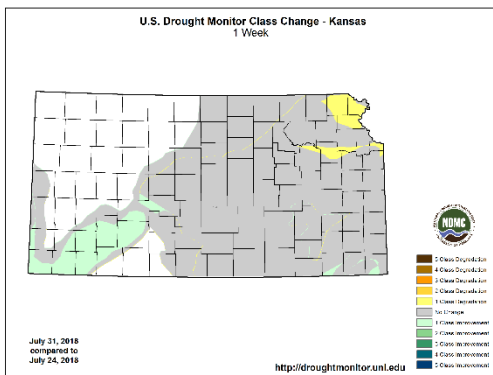 U.S. Drought Monitor Class Change - Kansas
1 Week
NDMC
5 Class Degradation
4 Class Degradation
3 Class Degradation
2 Class Degradation
1 Class Degradation
No Change
1 Class Improvement
2 Class Improvement
3 Class Improvement
4 Class Improvement
5 Class Improvement
July 31, 2018
compared to
July 24, 2018
http://droughtmonitor.unl.edu